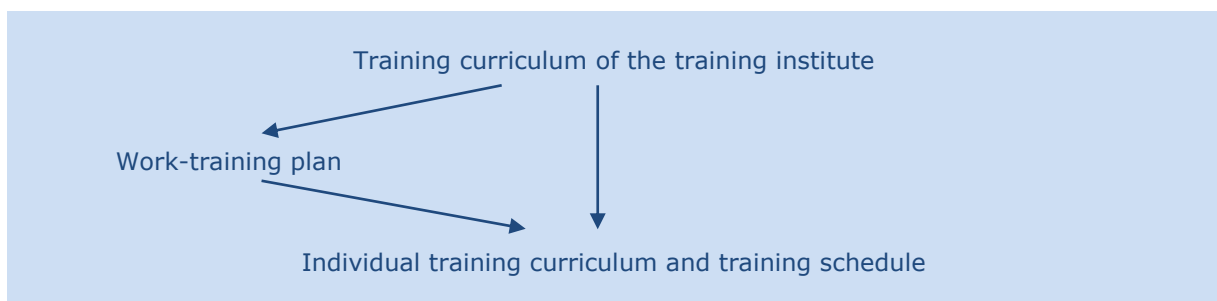 Training curriculum of the training institute
Work-training plan
Individual training curriculum and training schedule